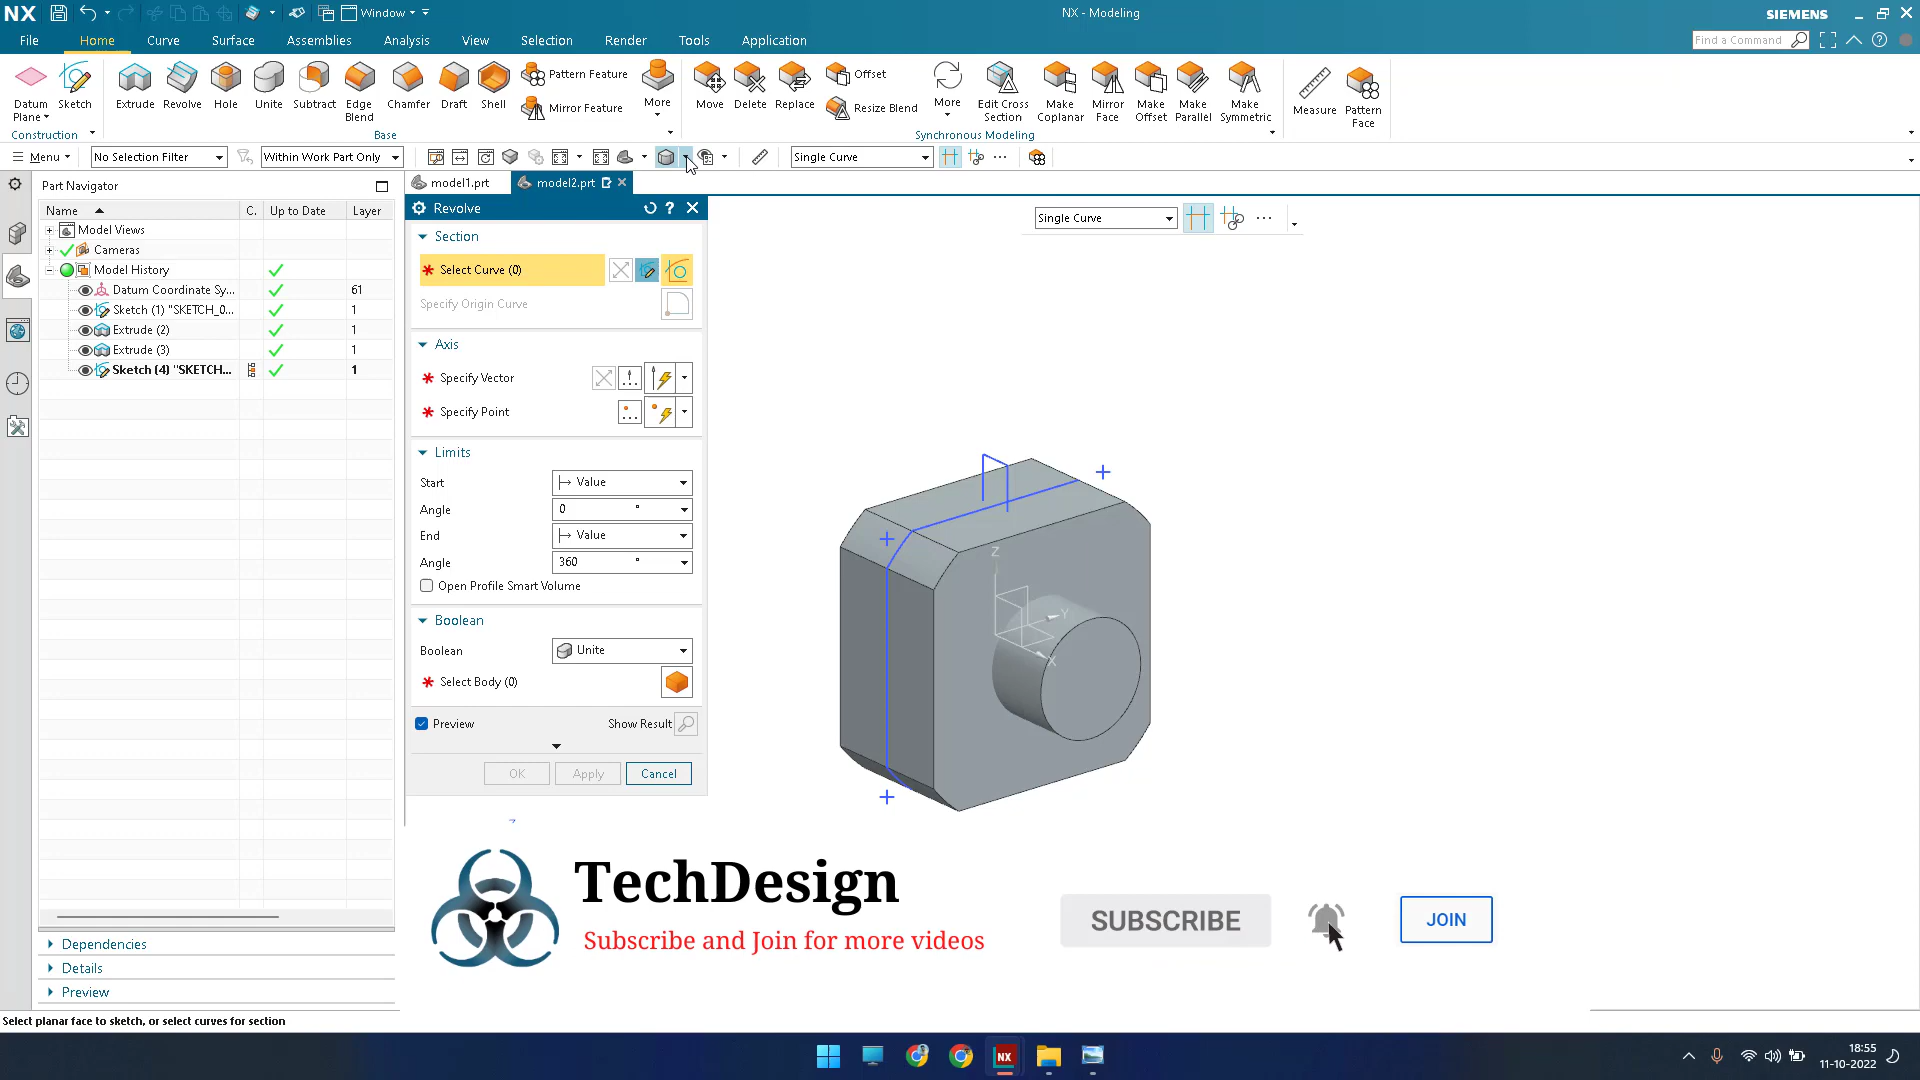 NX
Window
NX - Modeling
SIEMENS
File
Home
Curve
Surface
Assemblies
Analysis
View
Selection
Render
Tools
Application
Find a Command
Datum Plane
Sketch
Extrude
Revolve
Hole
Unite
Subtract
Edge Blend
Chamfer
Draft
Shell
Pattern Feature
Mirror Feature
More
Move
Delete
Replace
Offset
Resize Blend
More
Edit Cross Section
Make Coplanar
Mirror Face
Make Offset
Make Parallel
Make Symmetric
Measure
Pattern Face
Construction
Base
Synchronous Modeling
Menu
No Selection Filter
Within Work Part Only
Single Curve
Part Navigator
model1.prt
model2.prt
Name
C.
Up to Date
Layer
Model Views
Cameras
Model History
Datum Coordinate Sy... 61
Sketch (1) "SKETCH_0... 1
Extrude (2) 1
Extrude (3) 1
Sketch (4) "SKETCH... 1
Dependencies
Details
Preview
Revolve
Section
Select Curve (0)
Specify Origin Curve
Axis
Specify Vector
Specify Point
Limits
Start Value
Angle 0 °
End Value
Angle 360 °
Open Profile Smart Volume
Boolean
Boolean Unite
Select Body (0)
Preview
Show Result
OK
Apply
Cancel
Single Curve
Z
Y
X
TechDesign
Subscribe and Join for more videos
SUBSCRIBE
JOIN
Select planar face to sketch, or select curves for section
NX
18:55
11-10-2022